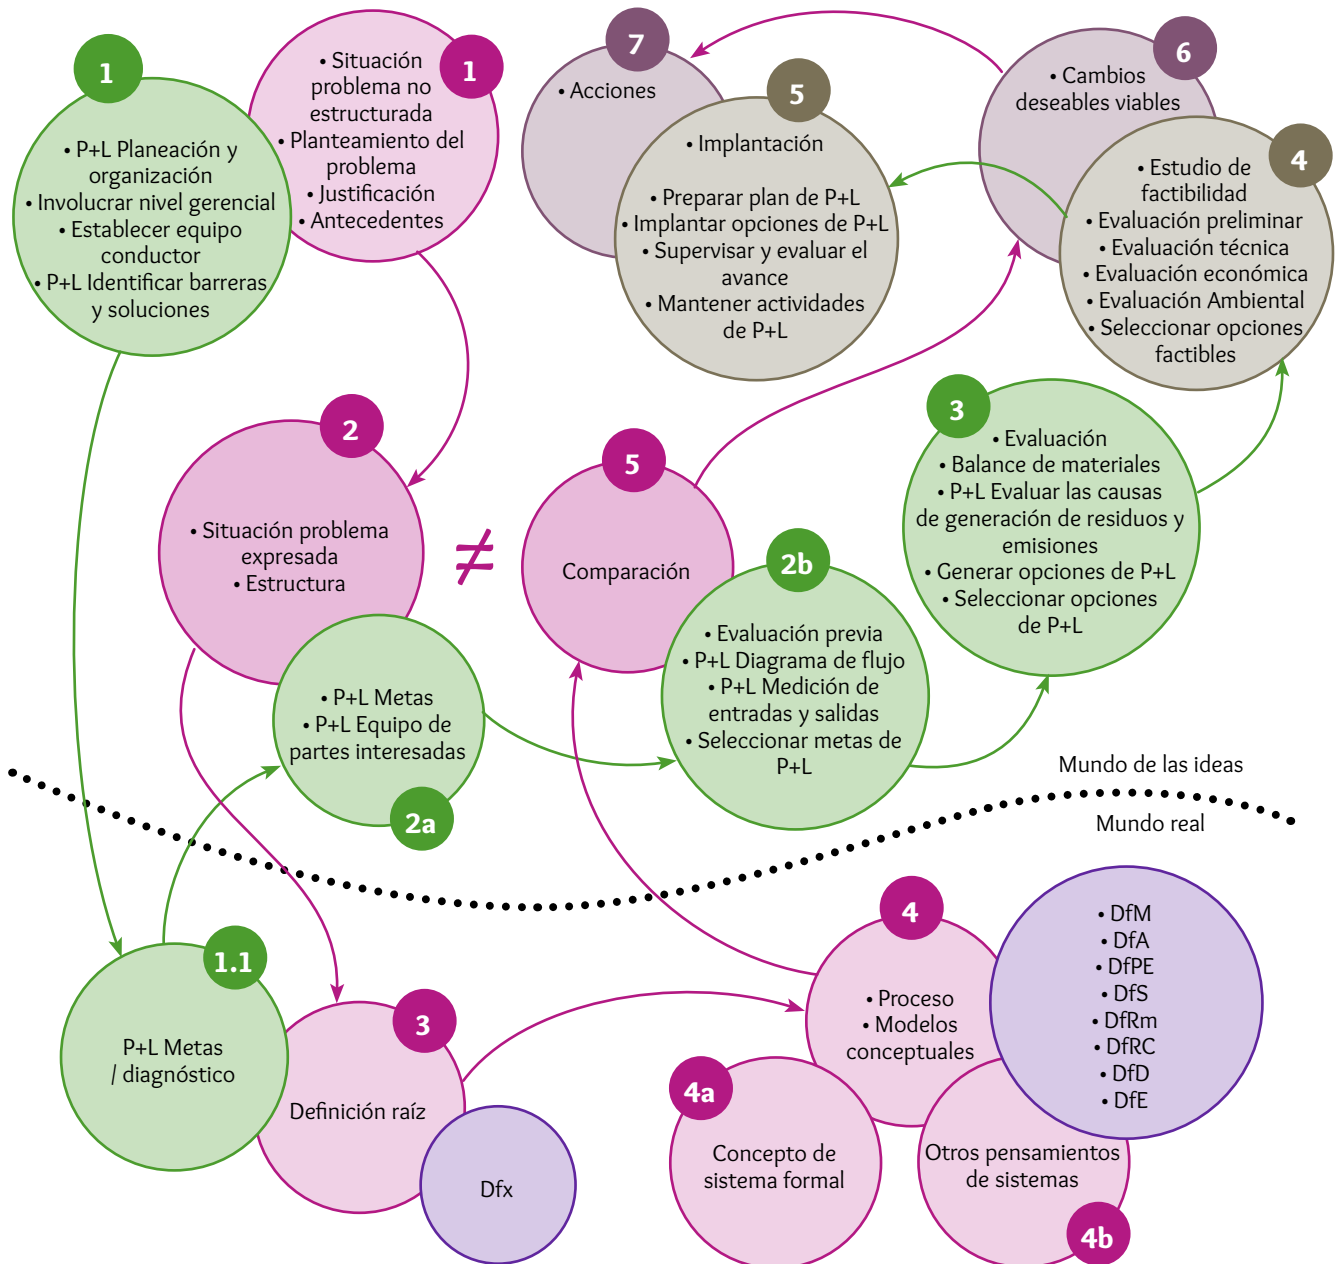 1
• P+L Planeación y
organización
• Involucrar nivel gerencial
• Establecer equipo
conductor
• P+L Identificar barreras
y soluciones
1
• Situación
problema no
estructurada
• Planteamiento del
problema
• Justificación
• Antecedentes
7
• Acciones
5
• Implantación
• Preparar plan de P+L
• Implantar opciones de P+L
• Supervisar y evaluar el
avance
• Mantener actividades
de P+L
6
• Cambios
deseables viables
4
• Estudio de
factibilidad
• Evaluación preliminar
• Evaluación técnica
• Evaluación económica
• Evaluación Ambiental
• Seleccionar opciones
factibles
2
• Situación problema
expresada
• Estructura
≠
5
Comparación
2b
• Evaluación previa
• P+L Diagrama de flujo
• P+L Medición de
entradas y salidas
• Seleccionar metas de
P+L
3
• Evaluación
• Balance de materiales
• P+L Evaluar las causas
de generación de residuos y
emisiones
• Generar opciones de P+L
• Seleccionar opciones
de P+L
• P+L Metas
• P+L Equipo de
partes interesadas
2a
Mundo de las ideas
Mundo real
1.1
P+L Metas
/ diagnóstico
3
Definición raíz
Dfx
4
• Proceso
• Modelos
conceptuales
4a
Concepto de
sistema formal
Otros pensamientos
de sistemas
4b
• DfM
• DfA
• DfPE
• DfS
• DfRm
• DfRC
• DfD
• DfE